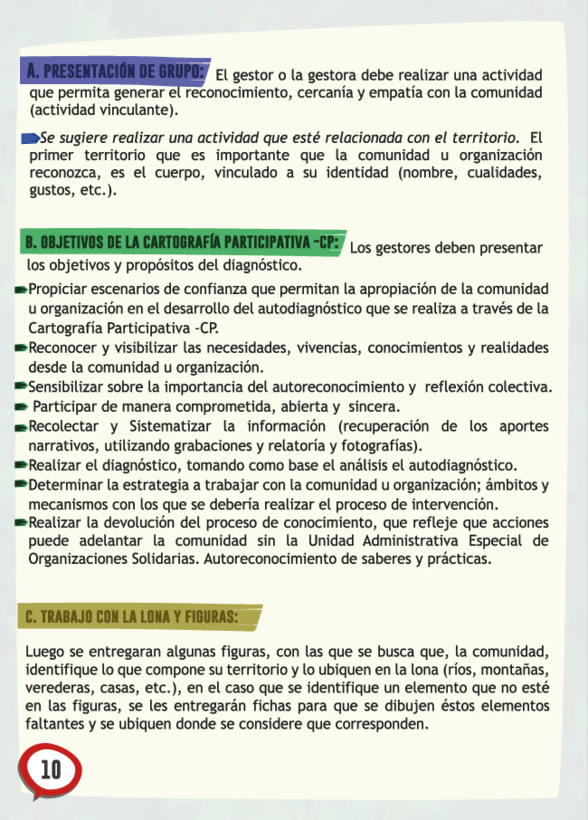 A. PRESENTACIÓN DE GRUPO: El gestor o la gestora debe realizar una actividad
que permita generar el reconocimiento, cercanía y empatía con la comunidad
(actividad vinculante).
Se sugiere realizar una actividad que esté relacionada con el territorio. El
primer territorio que es importante que la comunidad u organización
reconozca, es el cuerpo, vinculado a su identidad (nombre, cualidades,
gustos, etc.).
B. OBJETIVOS DE LA CARTOGRAFÍA PARTICIPATIVA -CP: Los gestores deben presentar
los objetivos y propósitos del diagnóstico.
Propiciar escenarios de confianza que permitan la apropiación de la comunidad
u organización en el desarrollo del autodiagnóstico que se realiza a través de la
Cartografía Participativa -CP.
Reconocer y visibilizar las necesidades, vivencias, conocimientos y realidades
desde la comunidad u organización.
Sensibilizar sobre la importancia del autoreconocimiento y reflexión colectiva.
Participar de manera comprometida, abierta y sincera.
Recolectar y Sistematizar la información (recuperación de los aportes
narrativos, utilizando grabaciones y relatoría y fotografías).
Realizar el diagnóstico, tomando como base el análisis el autodiagnóstico.
Determinar la estrategia a trabajar con la comunidad u organización; ámbitos y
mecanismos con los que se debería realizar el proceso de intervención.
Realizar la devolución del proceso de conocimiento, que refleje que acciones
puede adelantar la comunidad sin la Unidad Administrativa Especial de
Organizaciones Solidarias. Autoreconocimiento de saberes y prácticas.
C. TRABAJO CON LA LONA Y FIGURAS:
Luego se entregaran algunas figuras, con las que se busca que, la comunidad,
identifique lo que compone su territorio y lo ubiquen en la lona (ríos, montañas,
verederas, casas, etc.), en el caso que se identifique un elemento que no esté
en las figuras, se les entregarán fichas para que se dibujen éstos elementos
faltantes y se ubiquen donde se considere que corresponden.
10